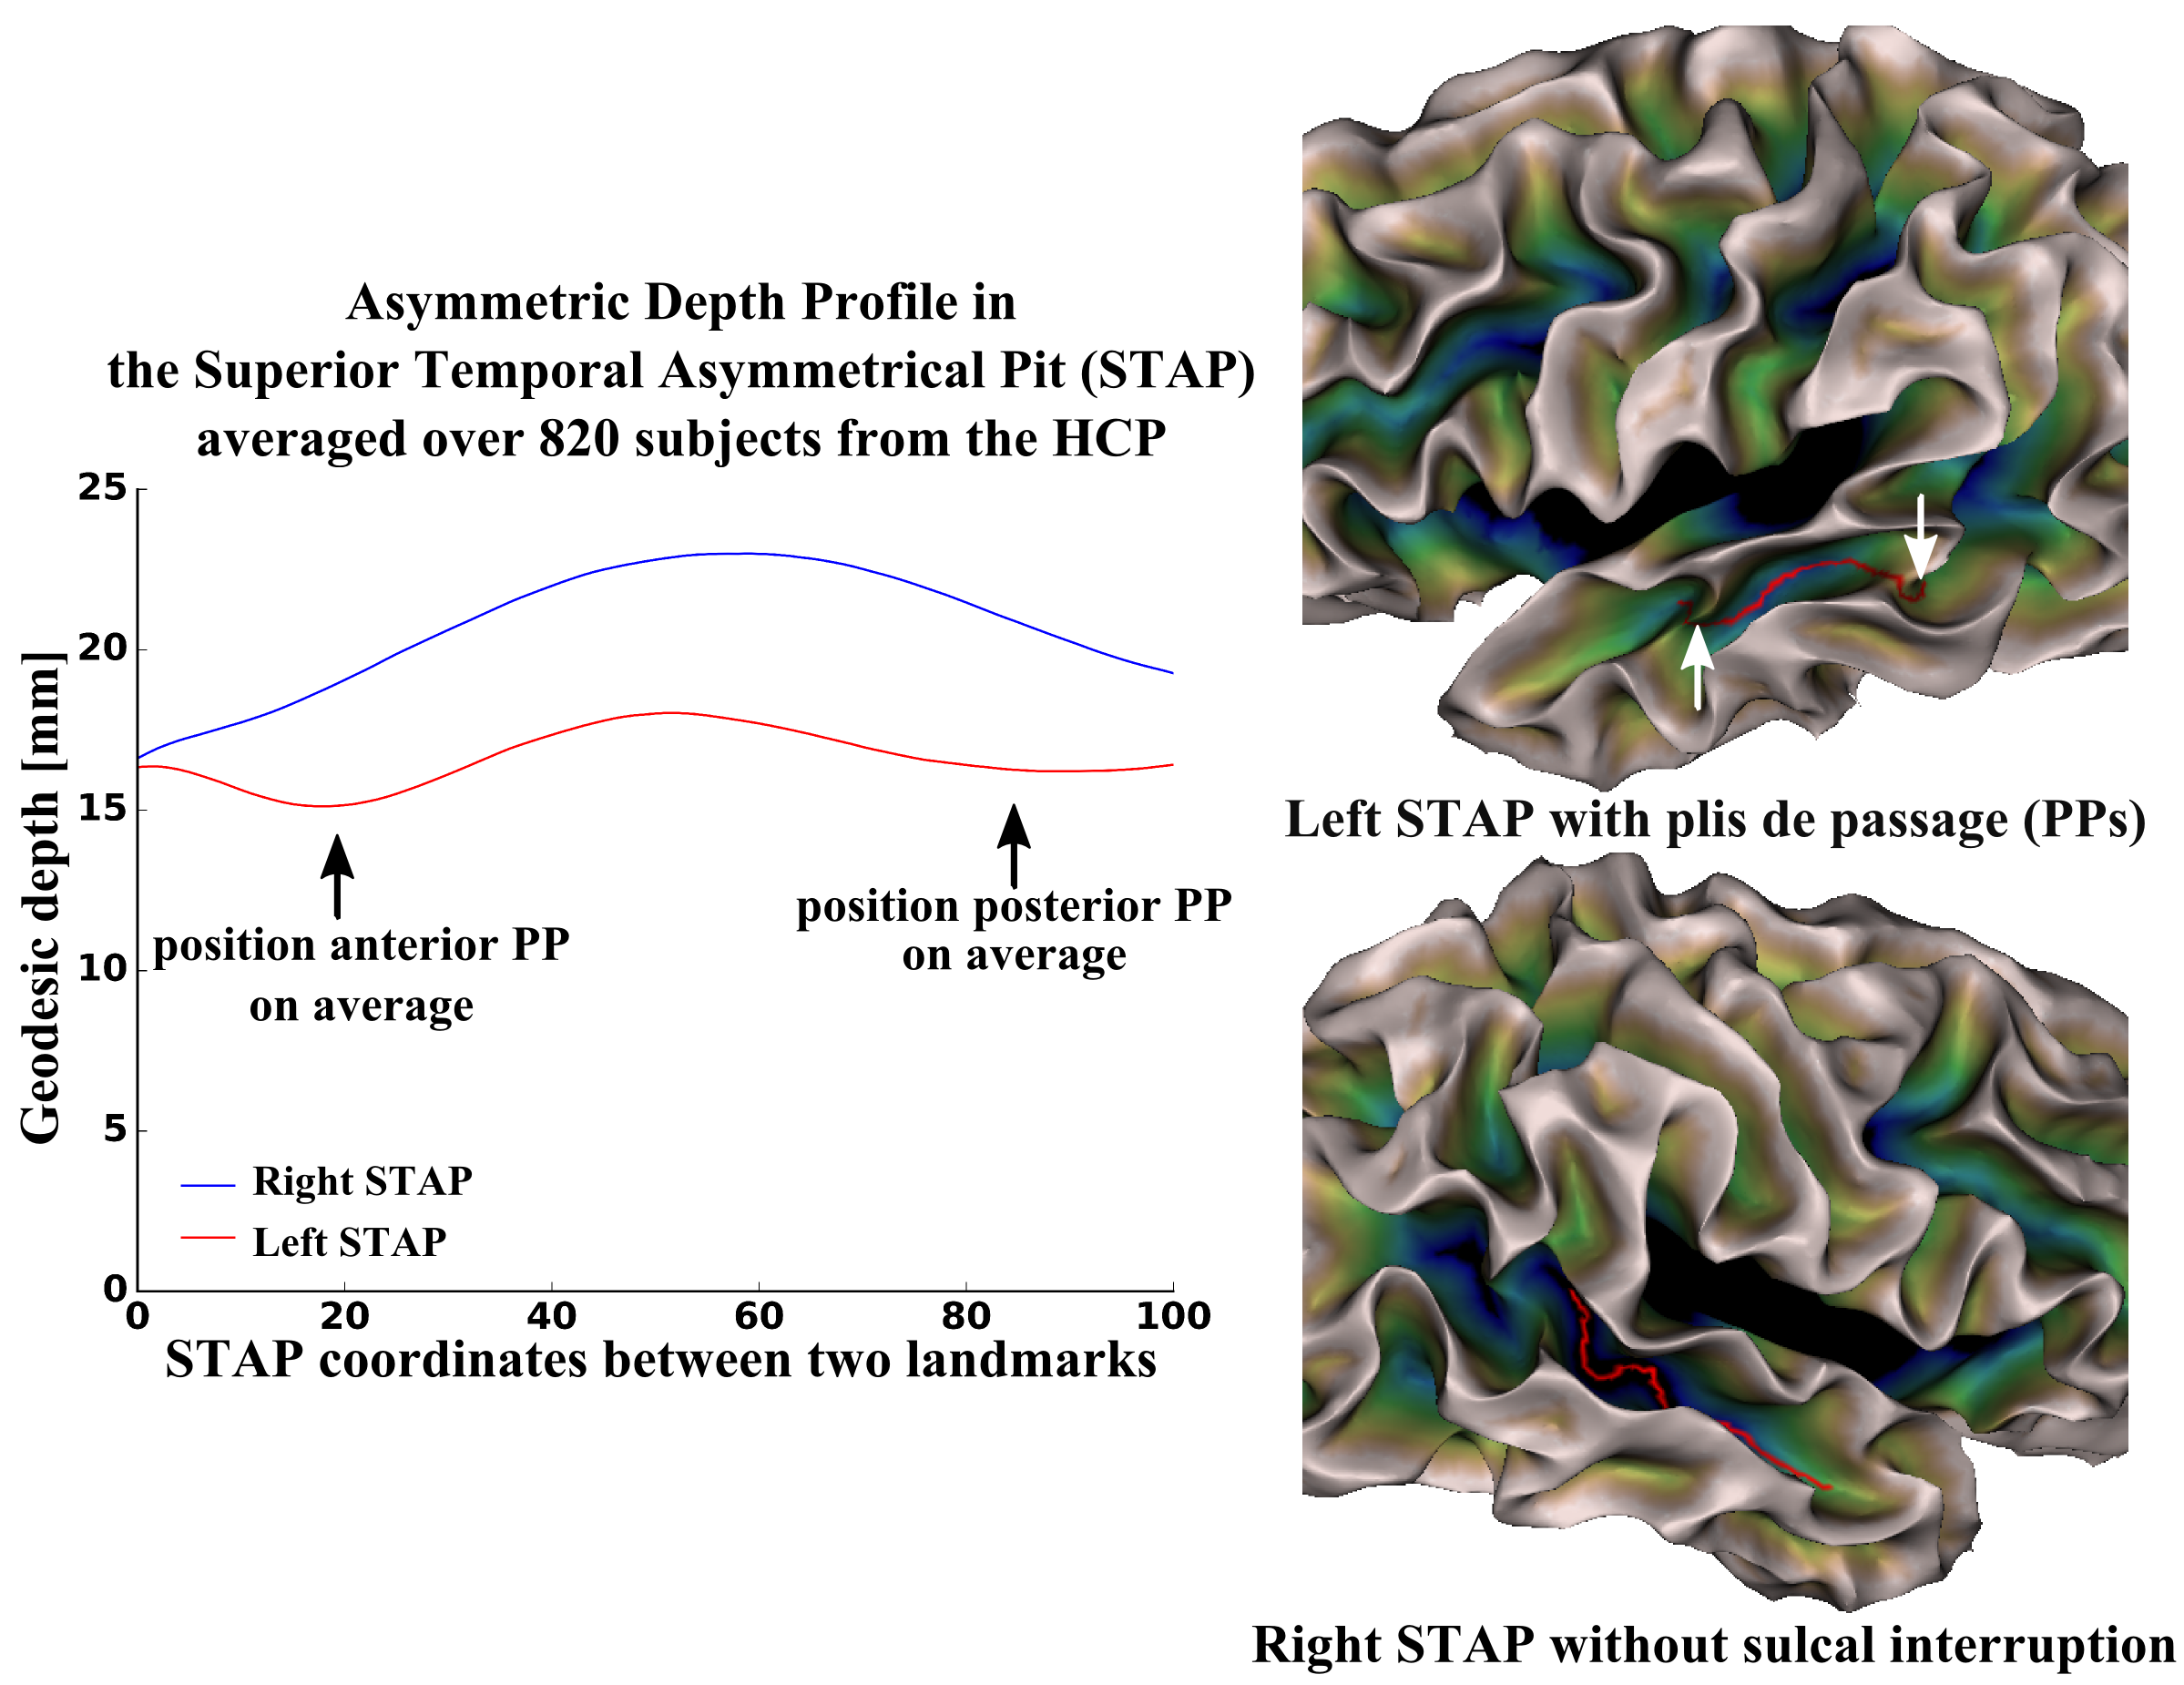 Asymmetric Depth Profile in
the Superior Temporal Asymmetrical Pit (STAP)
averaged over 820 subjects from the HCP
25
20
15
10
5
0
Geodesic depth [mm]
position anterior PP
on average
position posterior PP
on average
Right STAP
Left STAP
0 20 40 60 80 100
STAP coordinates between two landmarks
Left STAP with plis de passage (PPs)
Right STAP without sulcal interruption